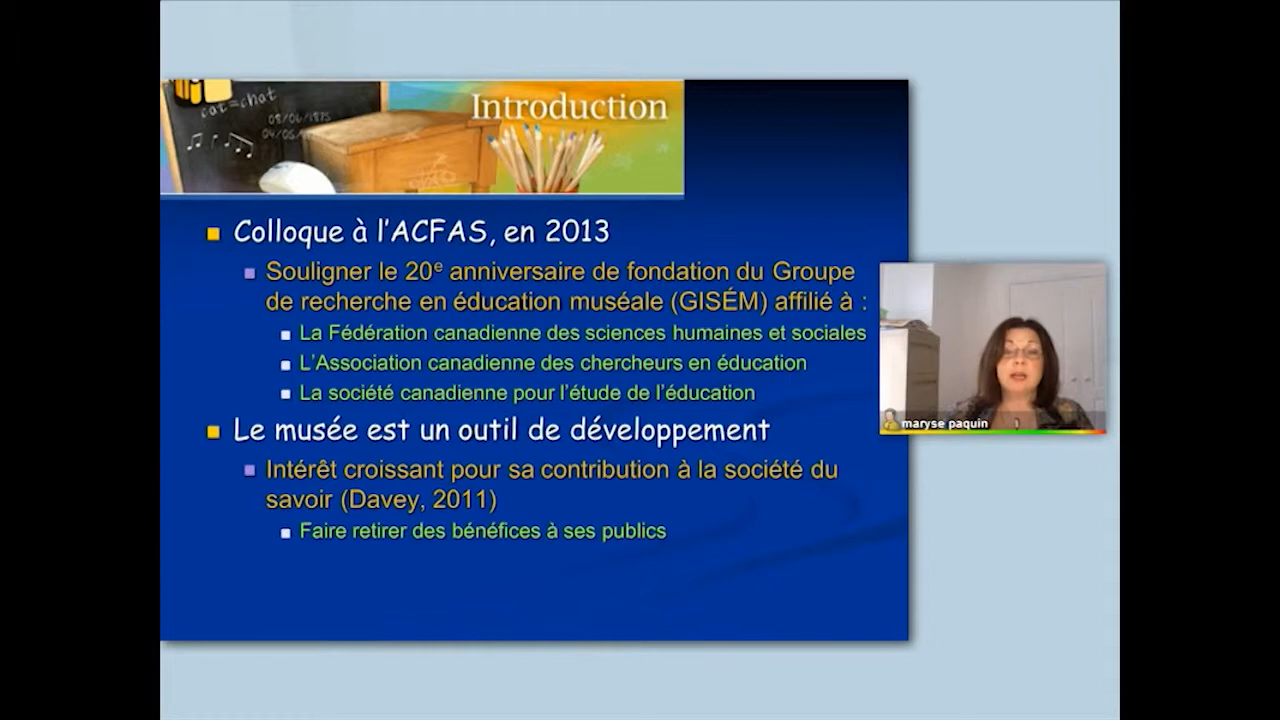 cat=chat
08/06/1875
Introduction
Colloque à l'ACFAS, en 2013
Souligner le 20e anniversaire de fondation du Groupe
de recherche en éducation muséale (GISÉM) affilié à :
La Fédération canadienne des sciences humaines et sociales
L'Association canadienne des chercheurs en éducation
La société canadienne pour l'étude de l'éducation
Le musée est un outil de développement
Intérêt croissant pour sa contribution à la société du
savoir (Davey, 2011)
Faire retirer des bénéfices à ses publics
maryse paquin